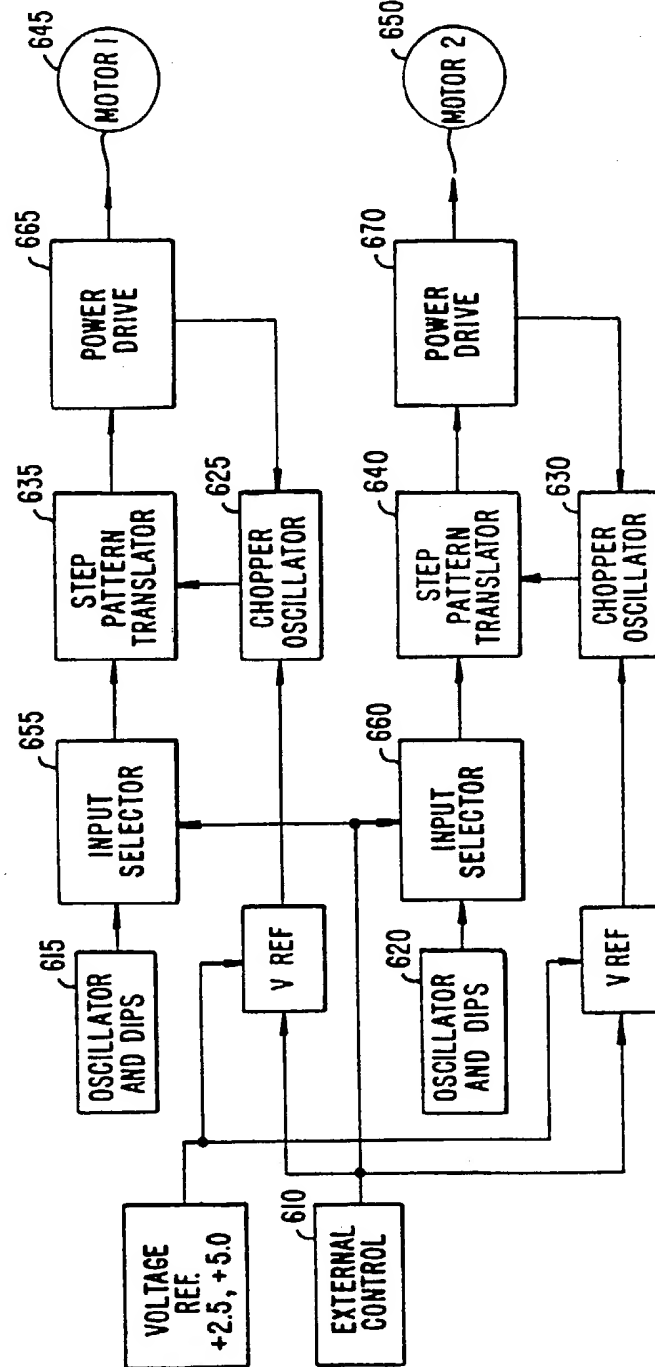 645
MOTOR 1
665
POWER
DRIVE
635
STEP
PATTERN
TRANSLATOR
625
CHOPPER
OSCILLATOR
655
INPUT
SELECTOR
615
OSCILLATOR
AND DIPS
V REF
VOLTAGE
REF.
+2.5, +5.0
610
EXTERNAL
CONTROL
650
MOTOR 2
670
POWER
DRIVE
640
STEP
PATTERN
TRANSLATOR
630
CHOPPER
OSCILLATOR
660
INPUT
SELECTOR
620
OSCILLATOR
AND DIPS
V REF